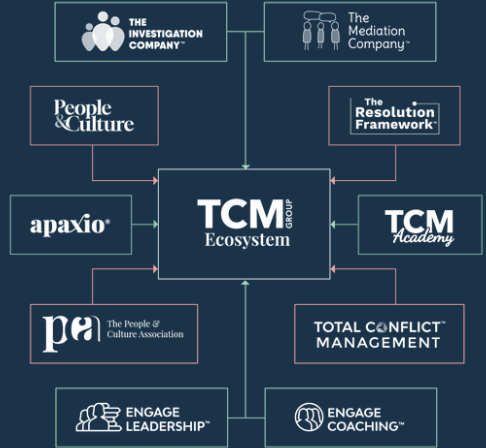 THE
INVESTIGATION
COMPANY™
The
Mediation
Company™
People
&Culture
The
Resolution
Framework™
apaxio®
TCM GROUP
Ecosystem
TCM
Academy
pca The People &
Culture Association
TOTAL CONFLICT™
MANAGEMENT
ENGAGE
LEADERSHIP™
ENGAGE
COACHING™